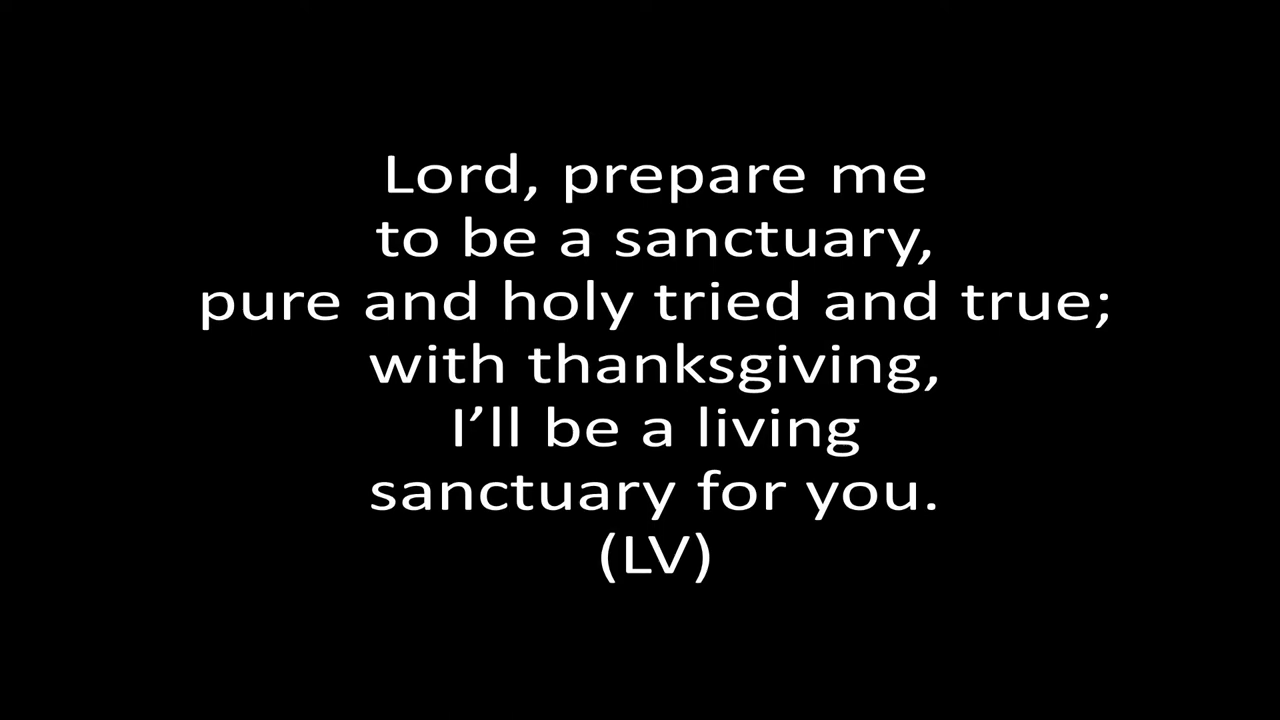 Lord, prepare me
to be a sanctuary,
pure and holy tried and true;
with thanksgiving,
I’ll be a living
sanctuary for you.
(LV)